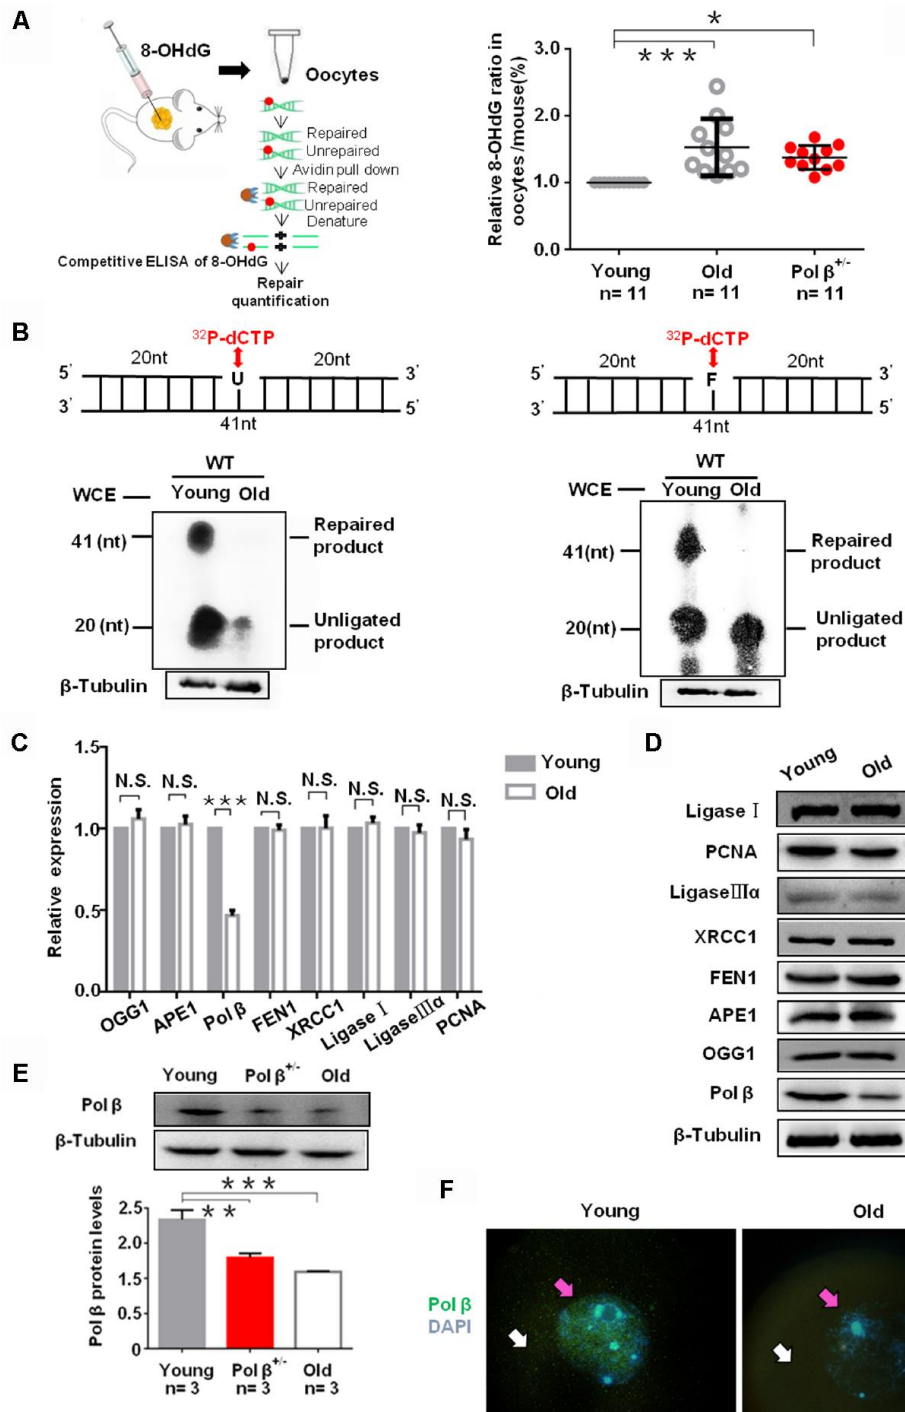 A
8-OHdG
Oocytes
Repaired
Unrepaired
Avidin pull down
Repaired
Unrepaired
Denature
Competitive ELISA of 8-OHdG
Repair
quantification
Relative 8-OHdG ratio in
oocytes /mouse(%)
3.0
2.0
1.0
0.0
*
***
Young
n= 11
Old
n= 11
Pol β+/-
n= 11
B
32P-dCTP
20nt
20nt
5'
U
3'
3'
5'
41nt
WT
WCE
Young
Old
41 (nt)
Repaired
product
20 (nt)
Unligated
product
β-Tubulin
32P-dCTP
20nt
20nt
5'
F
3'
3'
5'
41nt
WT
WCE
Young
Old
41(nt)
Repaired
product
20(nt)
Unligated
product
β-Tubulin
C
Relative expression
1.5
1.0
0.5
0.0
N.S.
N.S.
***
N.S.
N.S.
N.S.
N.S.
N.S.
Young
Old
OGG1
APE1
Pol β
FEN1
XRCC1
Ligase Ⅰ
LigaseⅢα
PCNA
D
Young
Old
Ligase Ⅰ
PCNA
LigaseⅢα
XRCC1
FEN1
APE1
OGG1
Pol β
β-Tubulin
E
Young
Pol β+/-
Old
Pol β
β-Tubulin
Pol β protein levels
2.5
2.0
1.5
5
0
***
**
Young
n= 3
Pol β+/-
n= 3
Old
n= 3
F
Young
Old
Pol β
DAPI